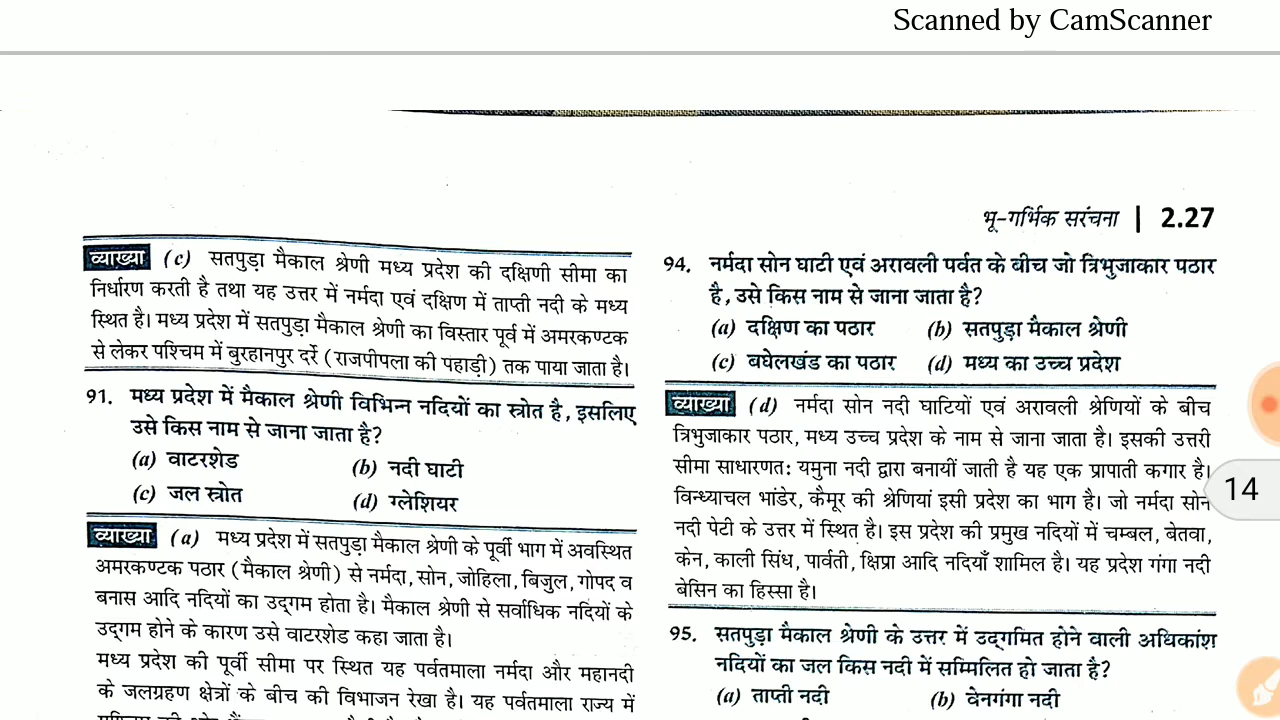 Scanned by CamScanner
भू-गर्भिक सरंचना | 2.27
व्याख्या (c) सतपुड़ा मैकाल श्रेणी मध्य प्रदेश की दक्षिणी सीमा का
निर्धारण करती है तथा यह उत्तर में नर्मदा एवं दक्षिण में ताप्ती नदी के मध्य
स्थित है। मध्य प्रदेश में सतपुड़ा मैकाल श्रेणी का विस्तार पूर्व में अमरकण्टक
से लेकर पश्चिम में बुरहानपुर दर्रे (राजपीपला की पहाड़ी) तक पाया जाता है।
91. मध्य प्रदेश में मैकाल श्रेणी विभिन्न नदियों का स्त्रोत है, इसलिए
उसे किस नाम से जाना जाता है?
(a) वाटरशेड (b) नदी घाटी
(c) जल स्त्रोत (d) ग्लेशियर
व्याख्या (a) मध्य प्रदेश में सतपुड़ा मैकाल श्रेणी के पूर्वी भाग में अवस्थित
अमरकण्टक पठार (मैकाल श्रेणी) से नर्मदा, सोन, जोहिला, बिजुल, गोपद व
बनास आदि नदियों का उद्‌गम होता है। मैकाल श्रेणी से सर्वाधिक नदियों के
उद्‌गम होने के कारण उसे वाटरशेड कहा जाता है।
मध्य प्रदेश की पूर्वी सीमा पर स्थित यह पर्वतमाला नर्मदा और महानदी
के जलग्रहण क्षेत्रों के बीच की विभाजन रेखा है। यह पर्वतमाला राज्य में
94. नर्मदा सोन घाटी एवं अरावली पर्वत के बीच जो त्रिभुजाकार पठार
है, उसे किस नाम से जाना जाता है?
(a) दक्षिण का पठार (b) सतपुड़ा मैकाल श्रेणी
(c) बघेलखंड का पठार (d) मध्य का उच्च प्रदेश
व्याख्या (d) नर्मदा सोन नदी घाटियों एवं अरावली श्रेणियों के बीच
त्रिभुजाकार पठार, मध्य उच्च प्रदेश के नाम से जाना जाता है। इसकी उत्तरी
सीमा साधारणत: यमुना नदी द्वारा बनायीं जाती है यह एक प्रापाती कगार है।
विन्ध्याचल भांडेर, कैमूर की श्रेणियां इसी प्रदेश का भाग है। जो नर्मदा सोन
नदी पेटी के उत्तर में स्थित है। इस प्रदेश की प्रमुख नदियों में चम्बल, बेतवा,
केन, काली सिंध, पार्वती, क्षिप्रा आदि नदियाँ शामिल है। यह प्रदेश गंगा नदी
बेसिन का हिस्सा है।
95. सतपुड़ा मैकाल श्रेणी के उत्तर में उद्‌गमित होने वाली अधिकांश
नदियों का जल किस नदी में सम्मिलित हो जाता है?
(a) ताप्ती नदी (b) वेनगंगा नदी
14